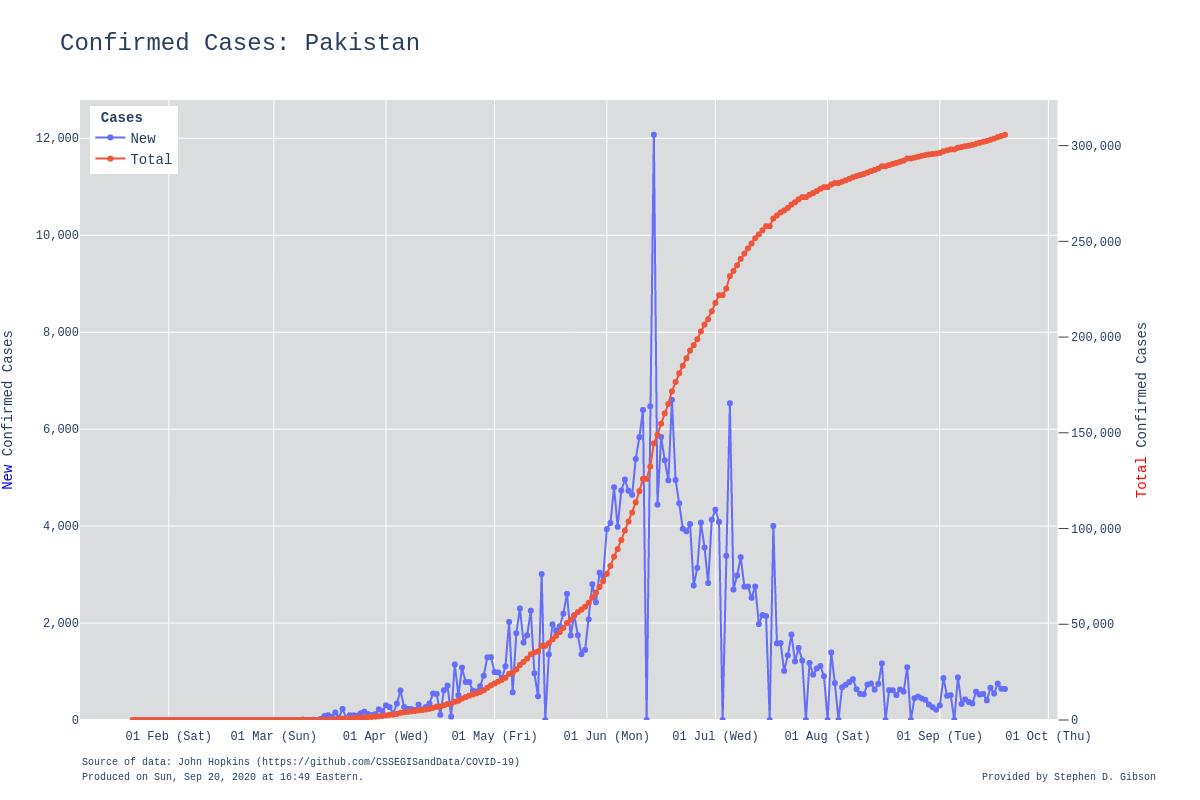 Confirmed Cases: Pakistan
Cases
New
Total
12,000
10,000
8,000
6,000
4,000
2,000
0
New Confirmed Cases
300,000
250,000
200,000
150,000
100,000
50,000
0
Total Confirmed Cases
01 Feb (Sat) 01 Mar (Sun) 01 Apr (Wed) 01 May (Fri) 01 Jun (Mon) 01 Jul (Wed) 01 Aug (Sat) 01 Sep (Tue) 01 Oct (Thu)
Source of data: John Hopkins (https://github.com/CSSEGISandData/COVID-19)
Produced on Sun, Sep 20, 2020 at 16:49 Eastern.
Provided by Stephen D. Gibson